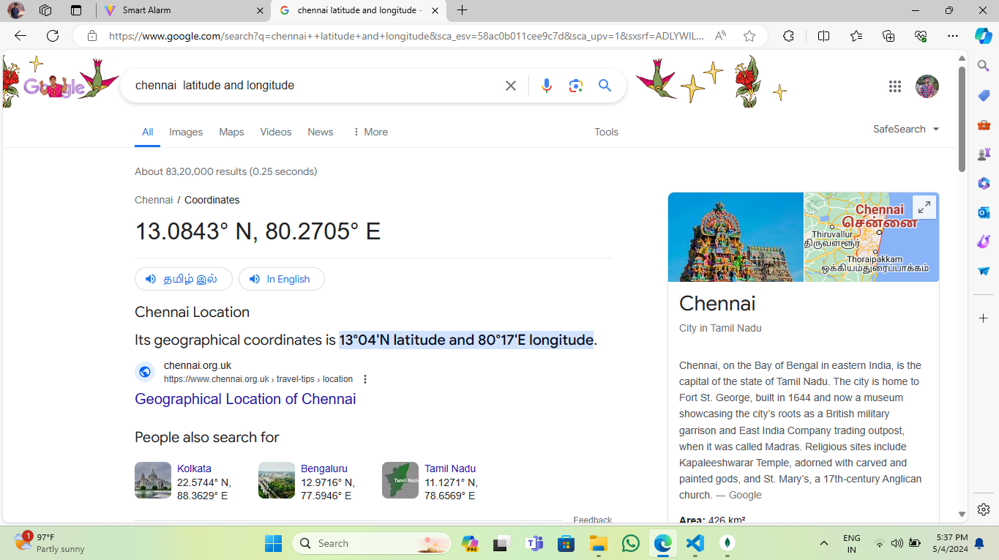 Smart Alarm
chennai latitude and longitude -
https://www.google.com/search?q=chennai++latitude+and+longitude&sca_esv=58ac0b011cee9c7d&sca_upv=1&sxsrf=ADLYWIL...
Google
chennai  latitude and longitude
All Images Maps Videos News More Tools
SafeSearch
About 83,20,000 results (0.25 seconds)
Chennai / Coordinates
13.0843° N, 80.2705° E
தமிழ் இல் In English
Chennai Location
Its geographical coordinates is 13°04'N latitude and 80°17'E longitude.
chennai.org.uk
https://www.chennai.org.uk › travel-tips › location
Geographical Location of Chennai
People also search for
Kolkata
22.5744° N,
88.3629° E
Bengaluru
12.9716° N,
77.5946° E
Tamil Nadu
Tamil Nadu
11.1271° N,
78.6569° E
Feedback
Chennai
சென்னை
Thiruvallur
திருவள்ளூர்
Thoraipakkam
ஒக்கியம்துரைப்பாக்கம்
Chennai
City in Tamil Nadu
Chennai, on the Bay of Bengal in eastern India, is the
capital of the state of Tamil Nadu. The city is home to
Fort St. George, built in 1644 and now a museum
showcasing the city's roots as a British military
garrison and East India Company trading outpost,
when it was called Madras. Religious sites include
Kapaleeshwarar Temple, adorned with carved and
painted gods, and St. Mary's, a 17th-century Anglican
church. — Google
Area: 426 km²
1
97°F
Partly sunny
Search
PRE
ENG
IN
5:37 PM
5/4/2024